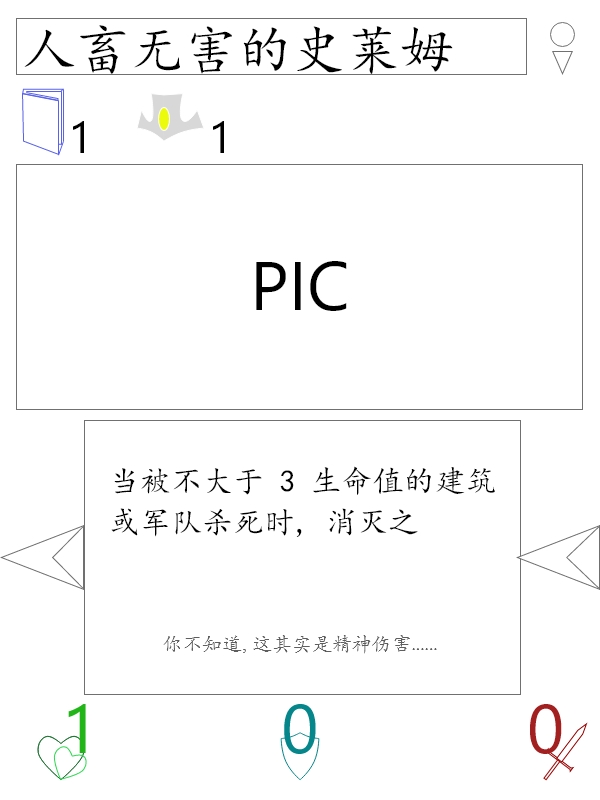 人畜无害的史莱姆
1 1
PIC
当被不大于 3 生命值的建筑
或军队杀死时, 消灭之
你不知道,这其实是精神伤害......
1 0 0